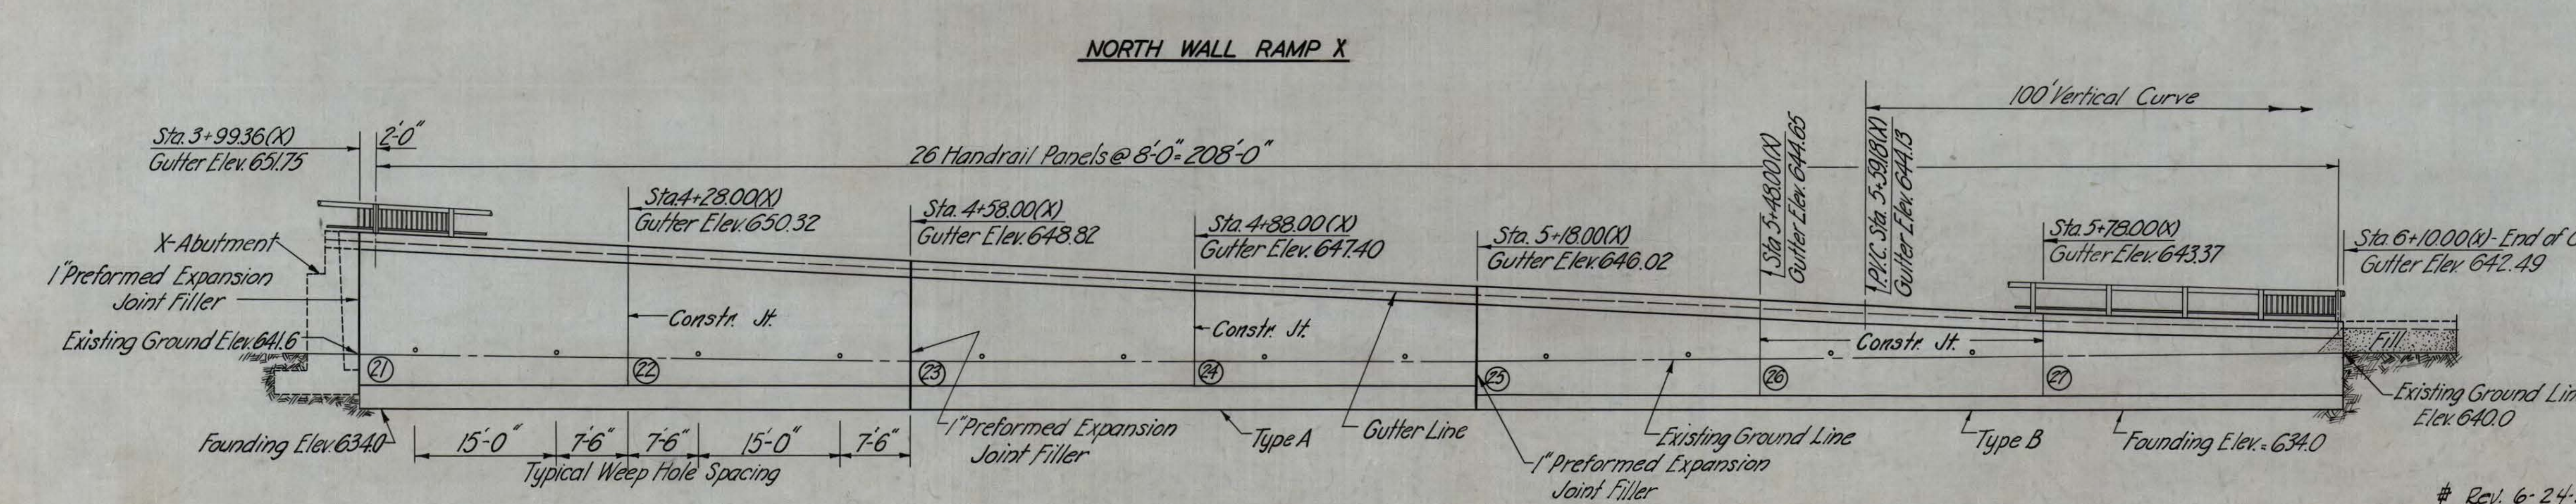 NORTH WALL RAMP X
100' Vertical Curve
Sta. 3+99.36(X)
Gutter Elev. 651.75
2'-0"
26 Handrail Panels @ 8'-0" = 208'-0"
Sta. 5+48.00(X)
Gutter Elev. 644.65
P.V.C. Sta. 5+59.18(X)
Gutter Elev. 644.13
Sta. 4+28.00(X)
Gutter Elev. 650.32
Sta. 4+58.00(X)
Gutter Elev. 648.82
Sta. 4+88.00(X)
Gutter Elev. 647.40
Sta. 5+18.00(X)
Gutter Elev. 646.02
Sta. 5+78.00(X)
Gutter Elev. 643.37
Sta. 6+10.00(X)- End of
Gutter Elev. 642.49
X-Abutment
1" Preformed Expansion
Joint Filler
Existing Ground Elev. 641.6
Constr. Jt.
Constr. Jt.
Constr. Jt.
Fill
21
22
23
24
25
26
27
Existing Ground
Elev. 640.0
Founding Elev. 634.0
15'-0"
7'-6"
7'-6"
15'-0"
7'-6"
Typical Weep Hole Spacing
1" Preformed Expansion
Joint Filler
Type A
Gutter Line
1" Preformed Expansion
Joint Filler
Existing Ground Line
Type B
Founding Elev. = 634.0
# Rev. 6-24-